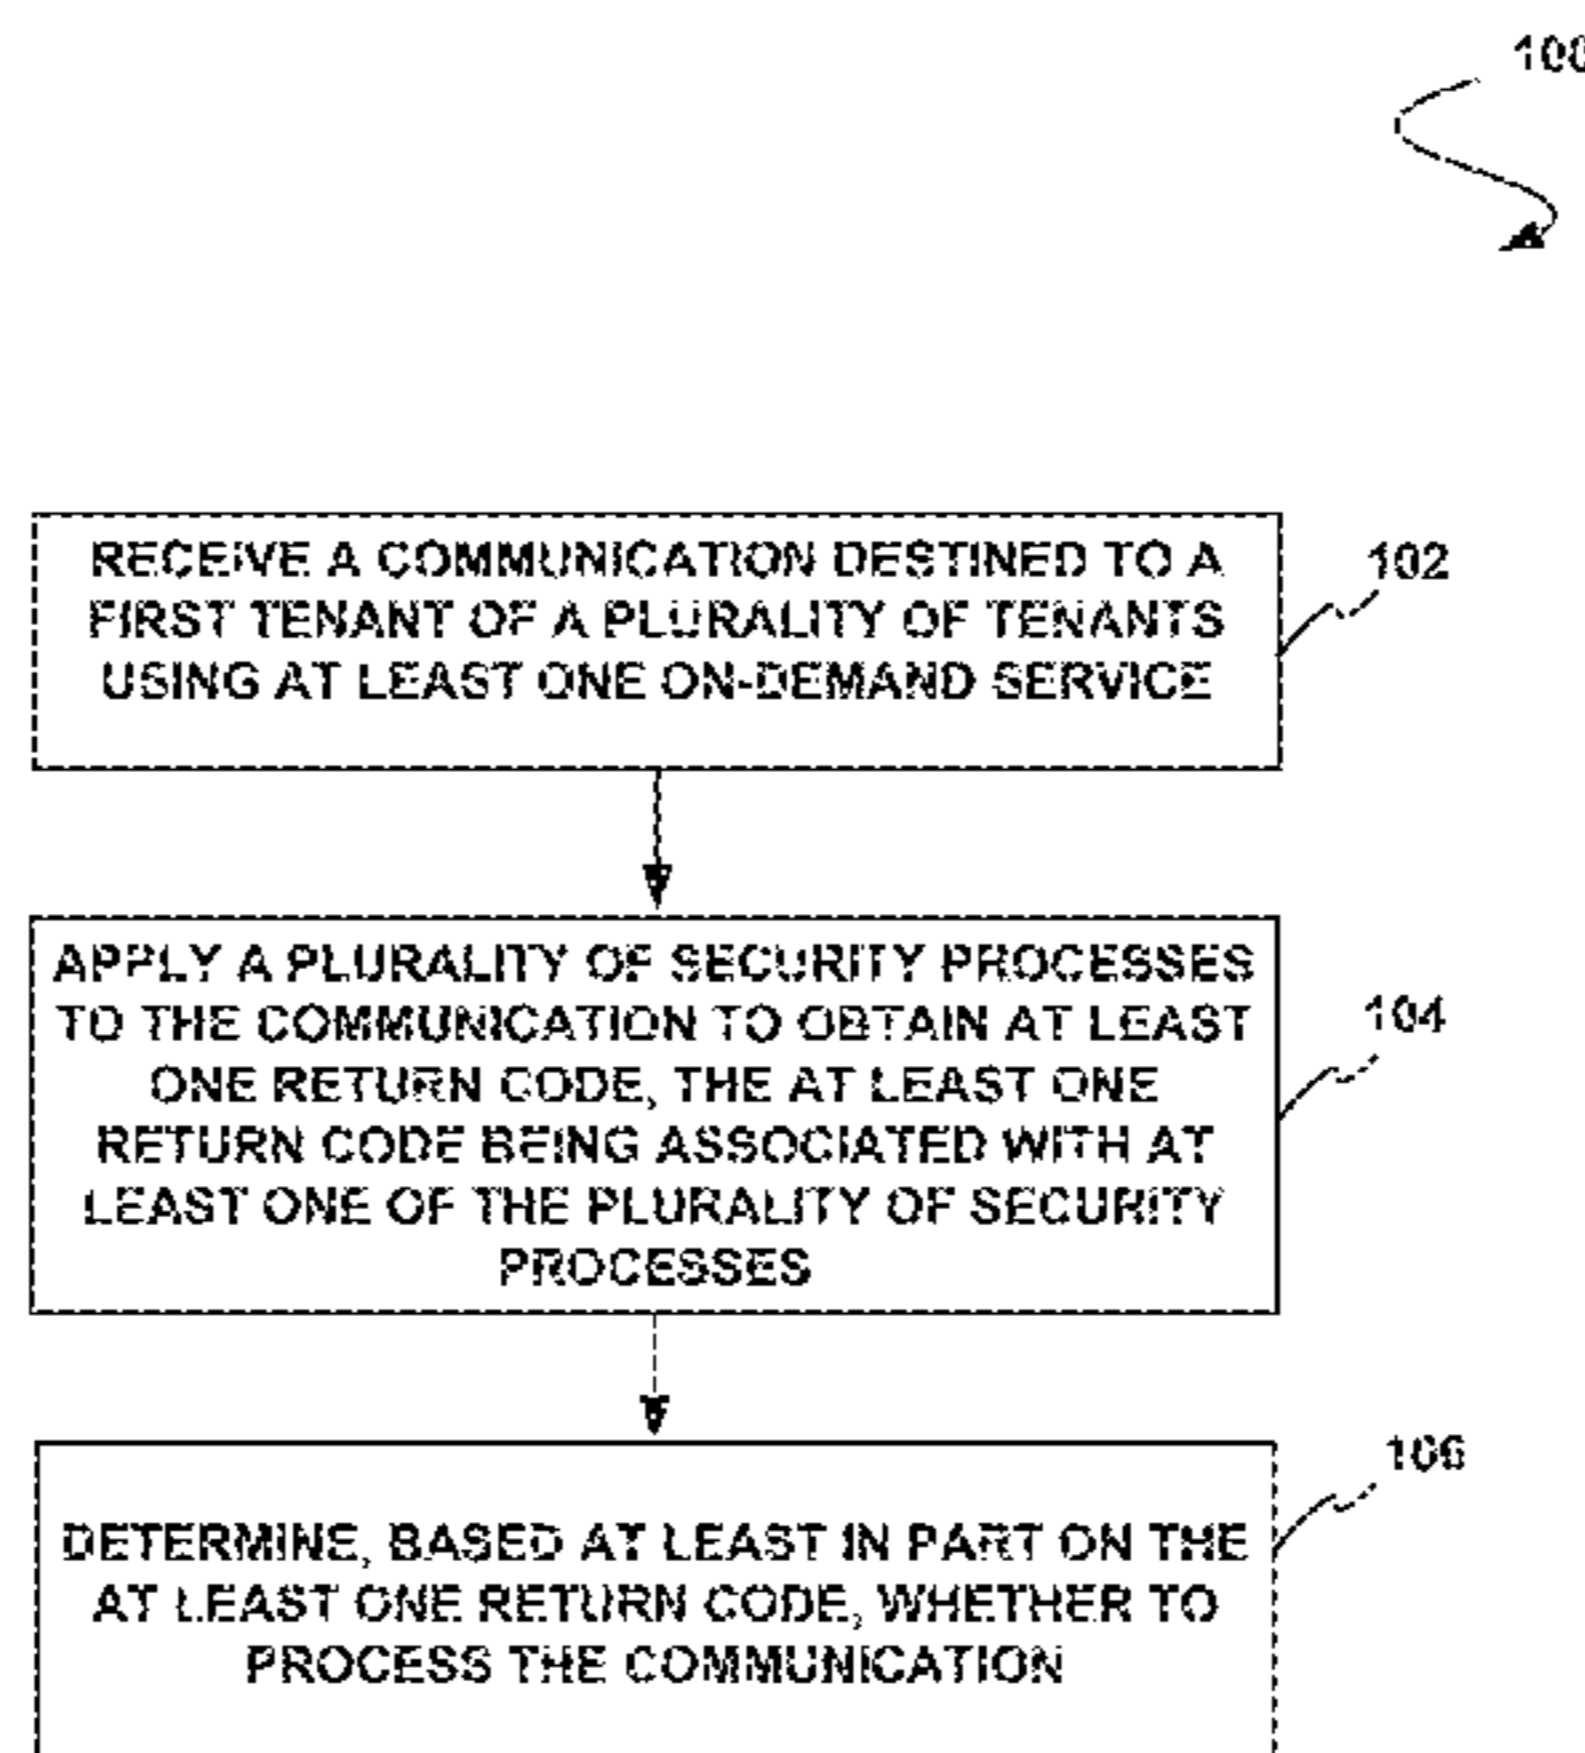 100
RECEIVE A COMMUNICATION DESTINED TO A
FIRST TENANT OF A PLURALITY OF TENANTS
USING AT LEAST ONE ON-DEMAND SERVICE
102
APPLY A PLURALITY OF SECURITY PROCESSES
TO THE COMMUNICATION TO OBTAIN AT LEAST
ONE RETURN CODE, THE AT LEAST ONE
RETURN CODE BEING ASSOCIATED WITH AT
LEAST ONE OF THE PLURALITY OF SECURITY
PROCESSES
104
DETERMINE, BASED AT LEAST IN PART ON THE
AT LEAST ONE RETURN CODE, WHETHER TO
PROCESS THE COMMUNICATION
106